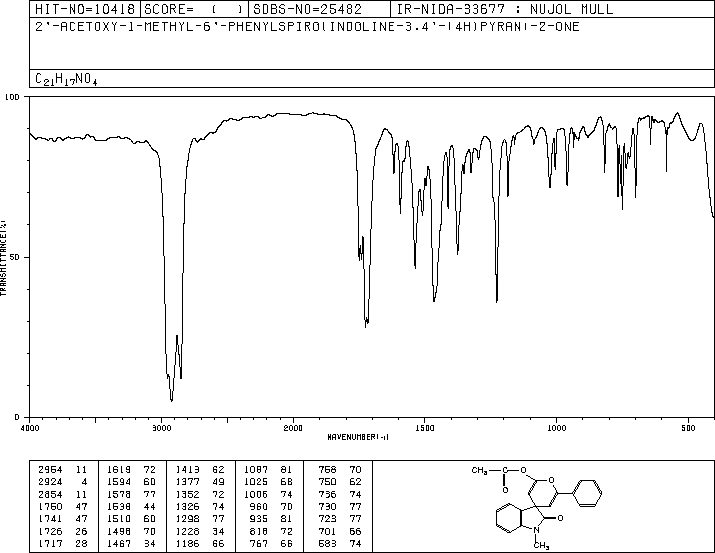 HIT-NO=10418 SCORE= ( ) SDBS-NO=25482 IR-NIDA-33677 : NUJOL MULL
2'-ACETOXY-1-METHYL-6'-PHENYLSPIRO(INDOLINE-3.4'-(4H)PYRAN)-2-ONE
C21H17NO4
100
50
0
TRANSMITTANCE(%)
4000 3000 2000 1500 1000 500
WAVENUMBER(-1)
2954 11 1619 72 1413 62 1087 81 768 70
2924 4 1594 60 1377 49 1025 68 750 62
2854 11 1578 77 1352 72 1006 74 736 74
1760 47 1538 44 1326 74 960 70 730 77
1741 47 1510 60 1298 77 935 81 723 77
1726 26 1498 70 1228 34 818 72 701 66
1717 28 1467 34 1186 66 767 66 583 74
CH3 C O O
O
O
N
CH3